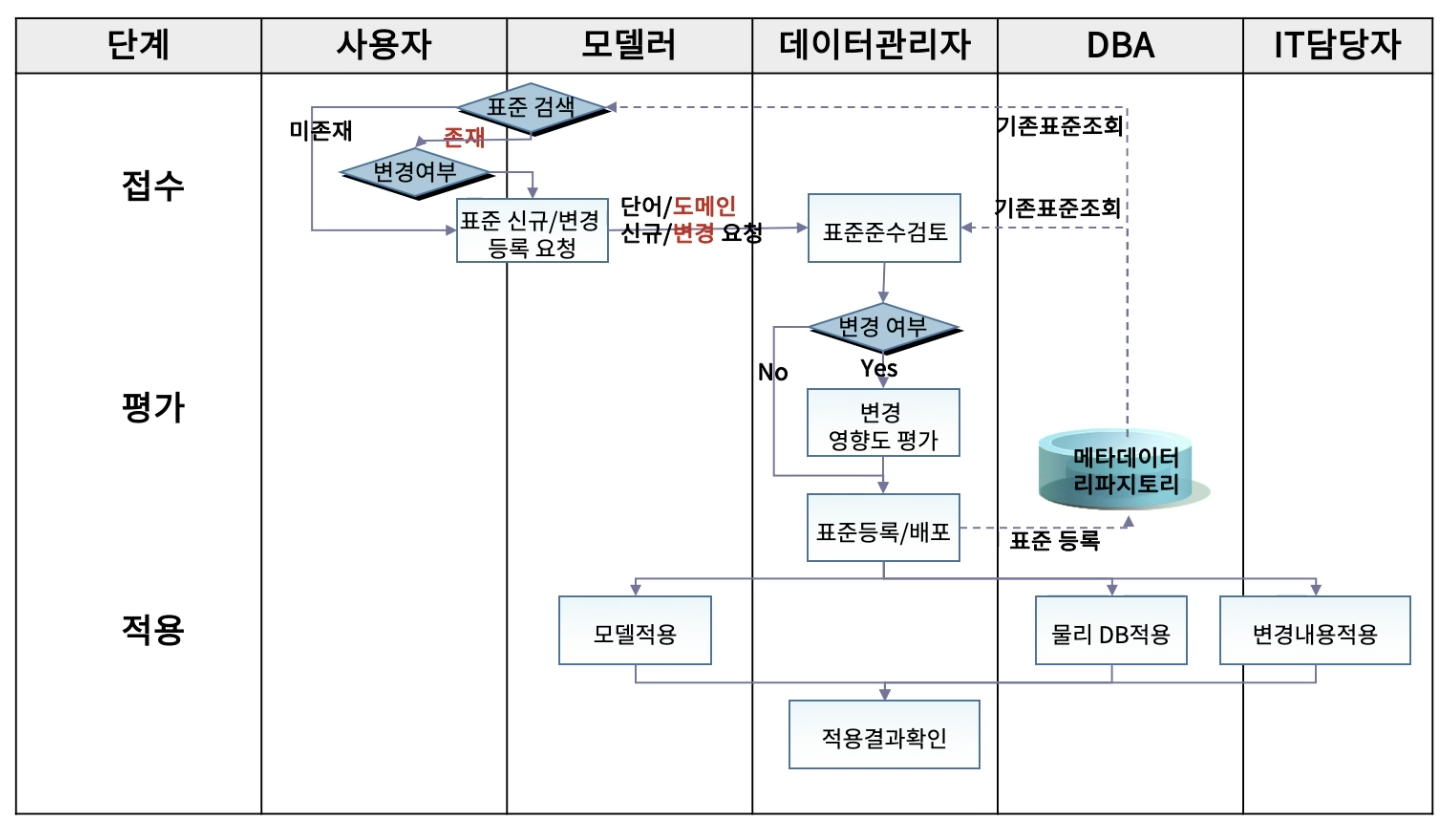 단계
사용자
모델러
데이터관리자
DBA
IT담당자
접수
표준 검색
미존재
존재
기존표준조회
변경여부
표준 신규/변경
등록 요청
단어/도메인
신규/변경 요청
표준준수검토
기존표준조회
변경 여부
No
Yes
평가
변경
영향도 평가
메타데이터
리파지토리
표준등록/배포
표준 등록
적용
모델적용
물리 DB적용
변경내용적용
적용결과확인